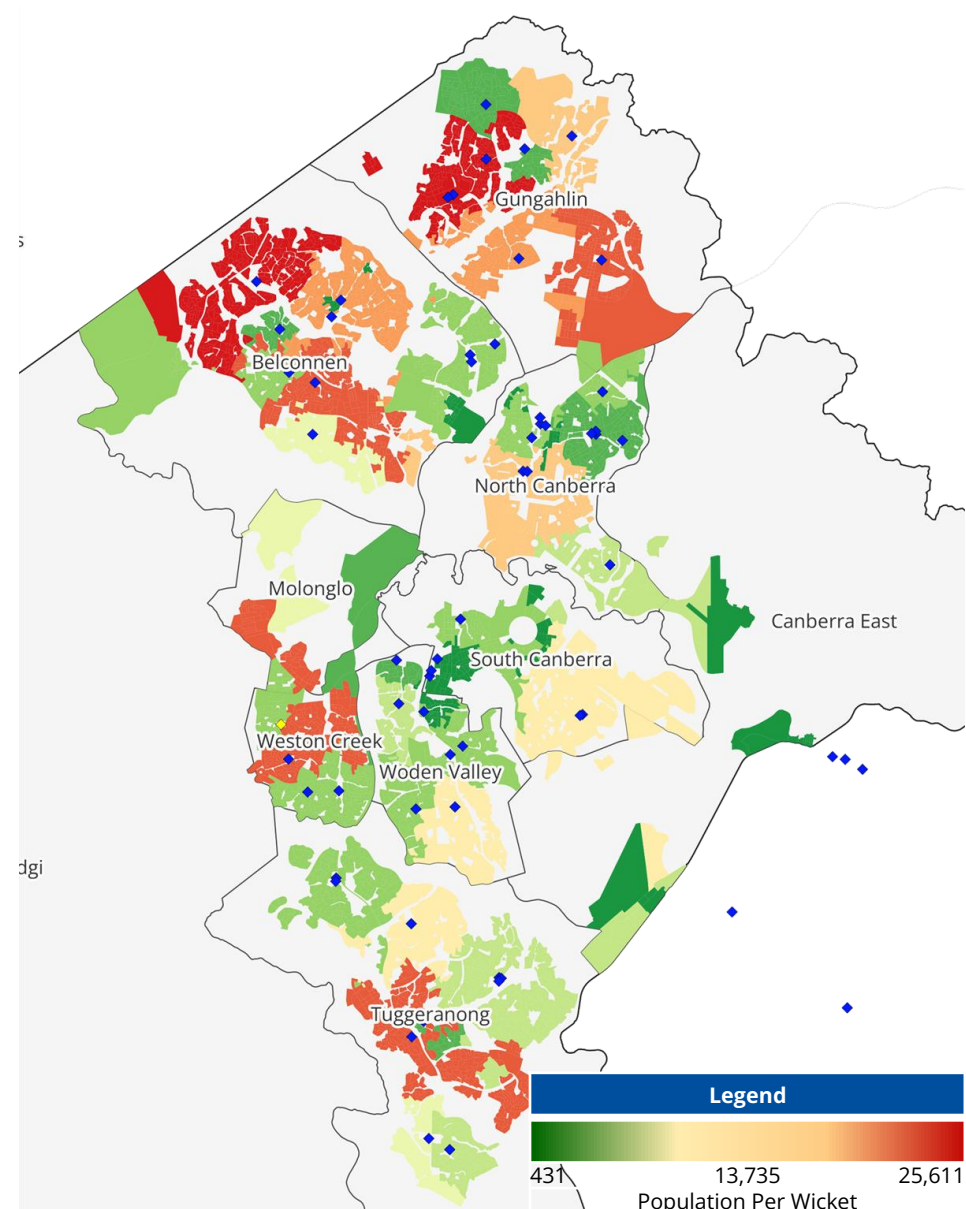 Gungahlin
s
Belconnen
North Canberra
Molonglo
Canberra East
South Canberra
Weston Creek
Woden Valley
dgi
Tuggeranong
Legend
431 13,735 25,611
Population Per Wicket